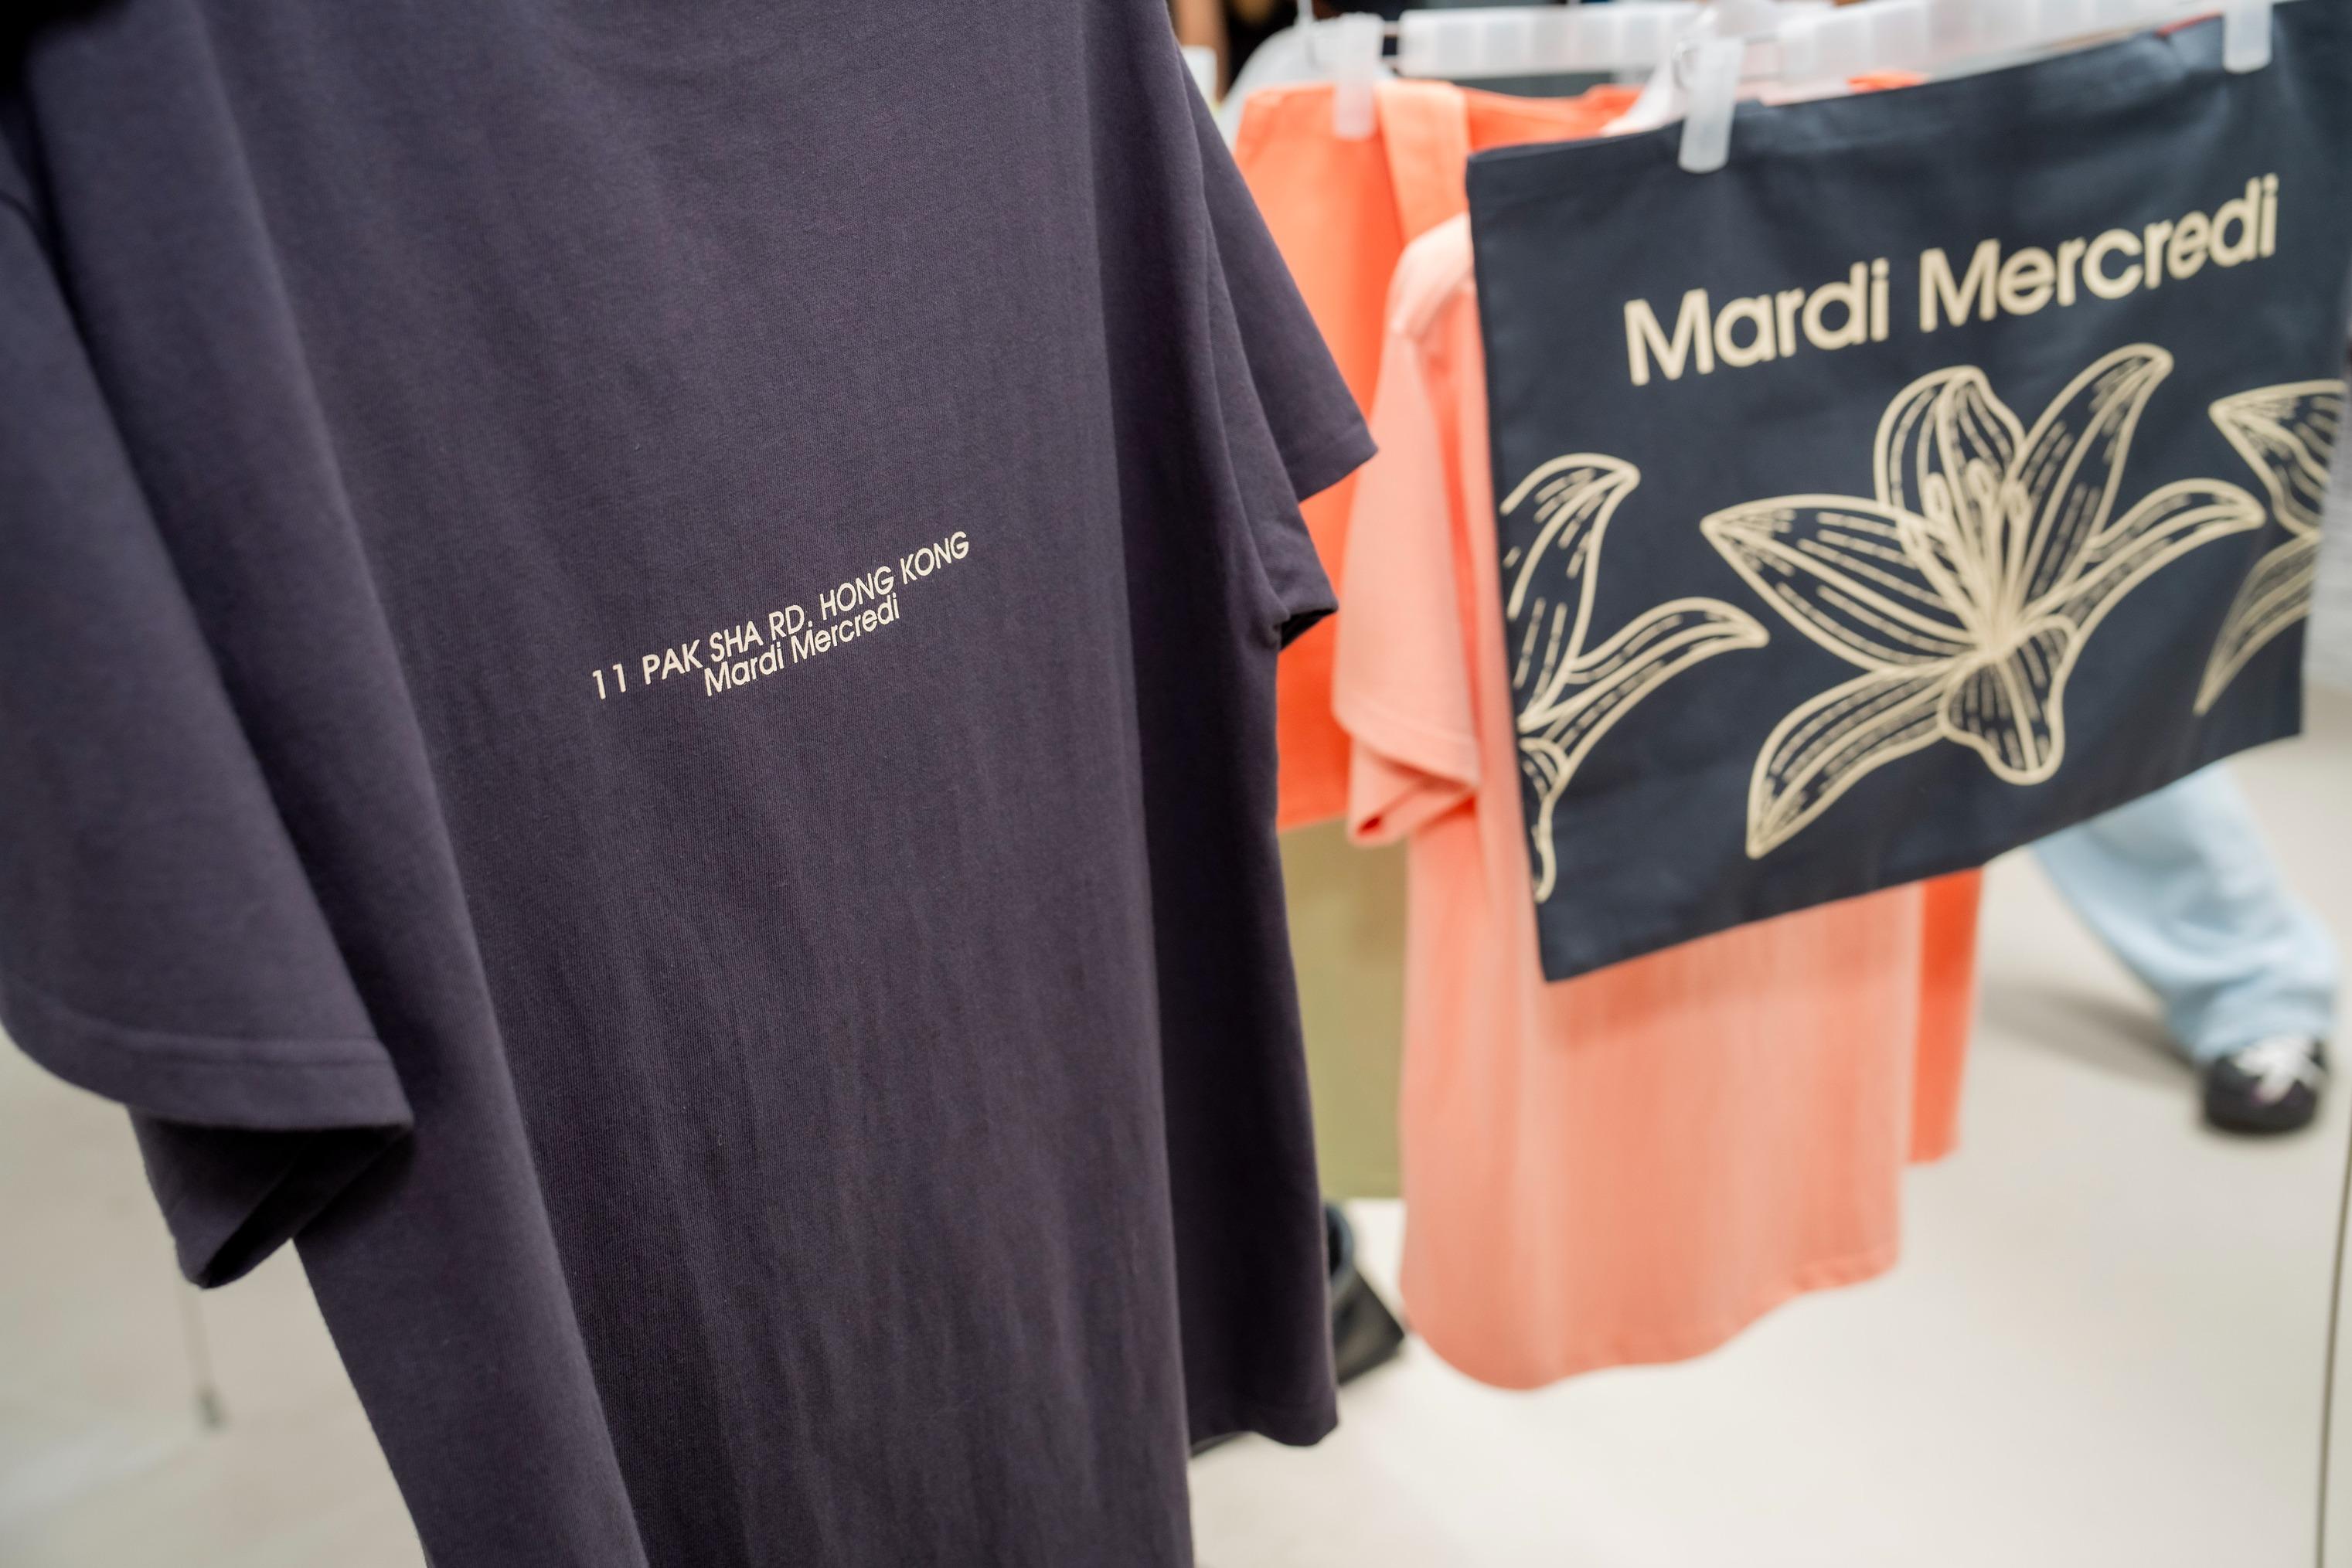 11 PAK SHA RD. HONG KONG
Mardi Mercredi
Mardi Mercredi